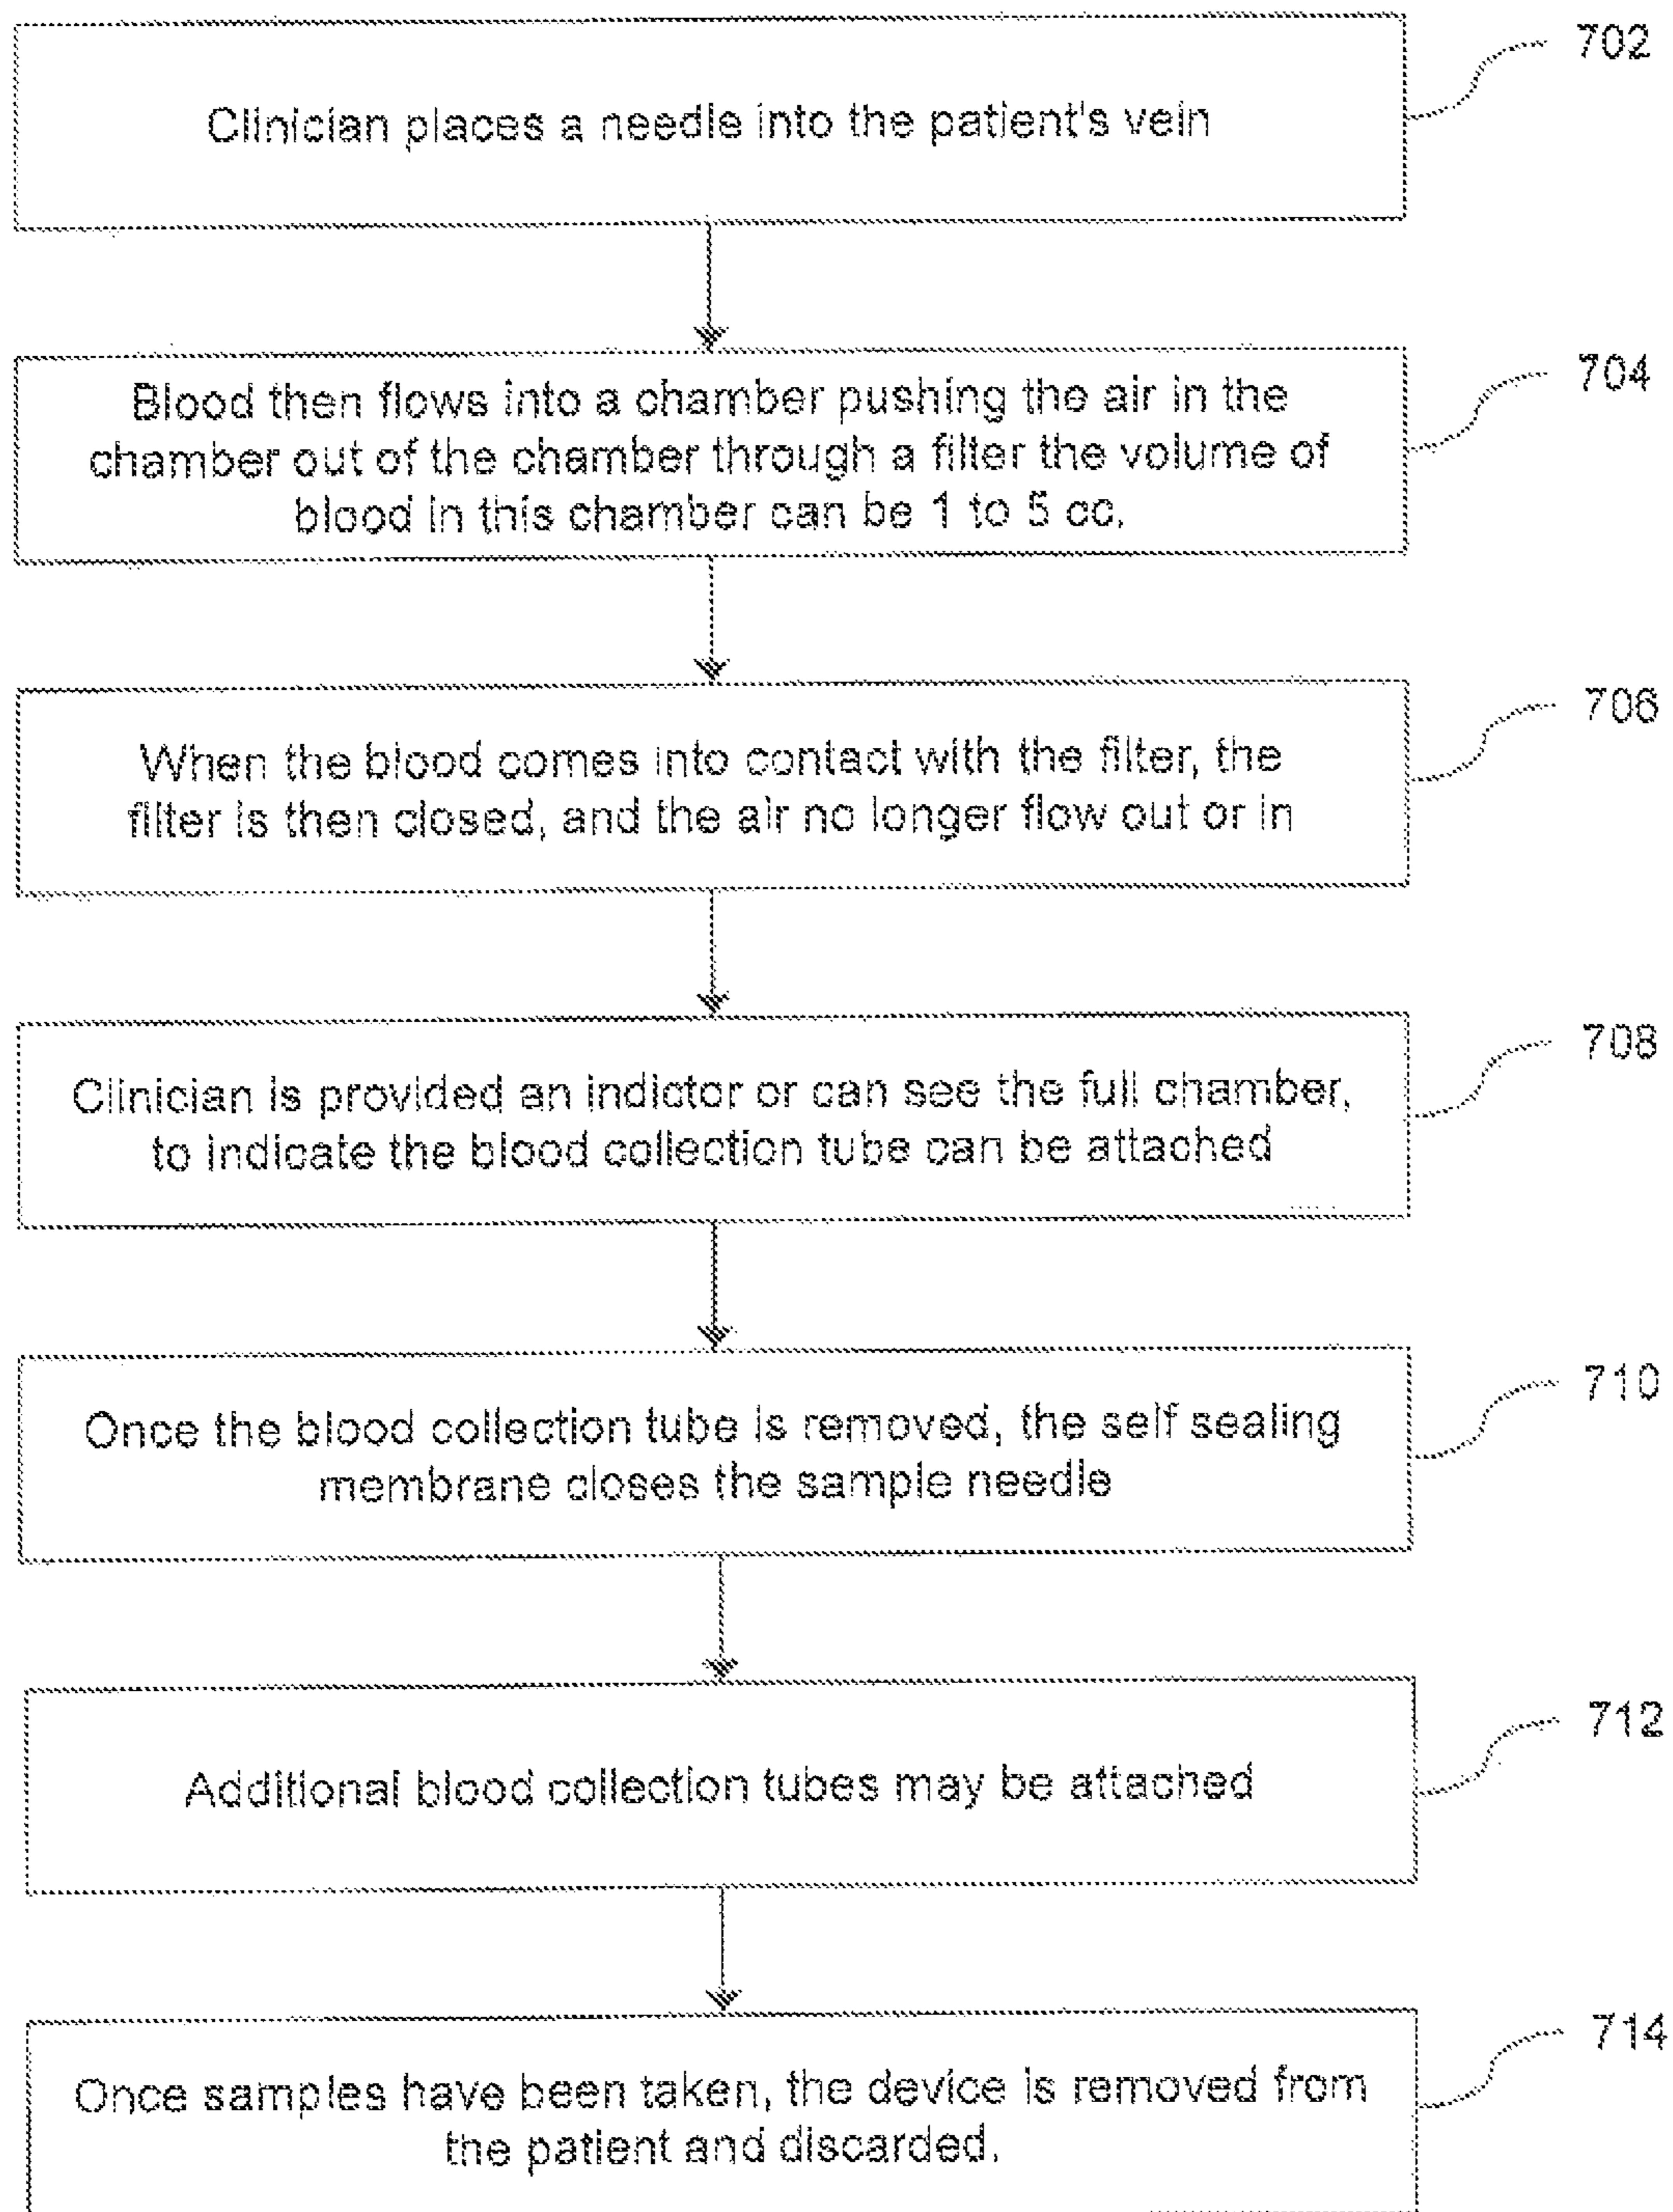 702
Clinician places a needle into the patient's vein
704
Blood then flows into a chamber pushing the air in the
chamber out of the chamber through a filter the volume of
blood in this chamber can be 1 to 5 cc.
706
When the blood comes into contact with the filter, the
filter is then closed, and the air no longer flow out or in
708
Clinician is provided an indictor or can see the full chamber,
to indicate the blood collection tube can be attached
710
Once the blood collection tube is removed, the self sealing
membrane closes the sample needle
712
Additional blood collection tubes may be attached
714
Once samples have been taken, the device is removed from
the patient and discarded.